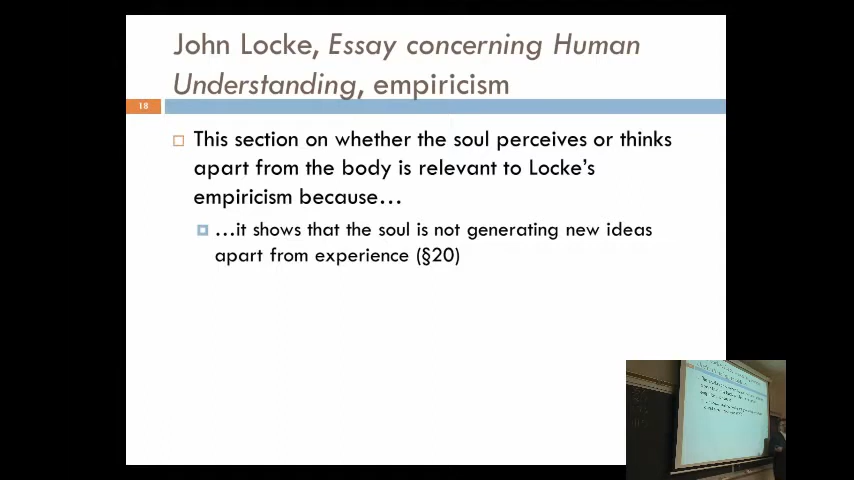 John Locke, Essay concerning Human
Understanding, empiricism
18
This section on whether the soul perceives or thinks
apart from the body is relevant to Locke's
empiricism because…
…it shows that the soul is not generating new ideas
apart from experience (§20)